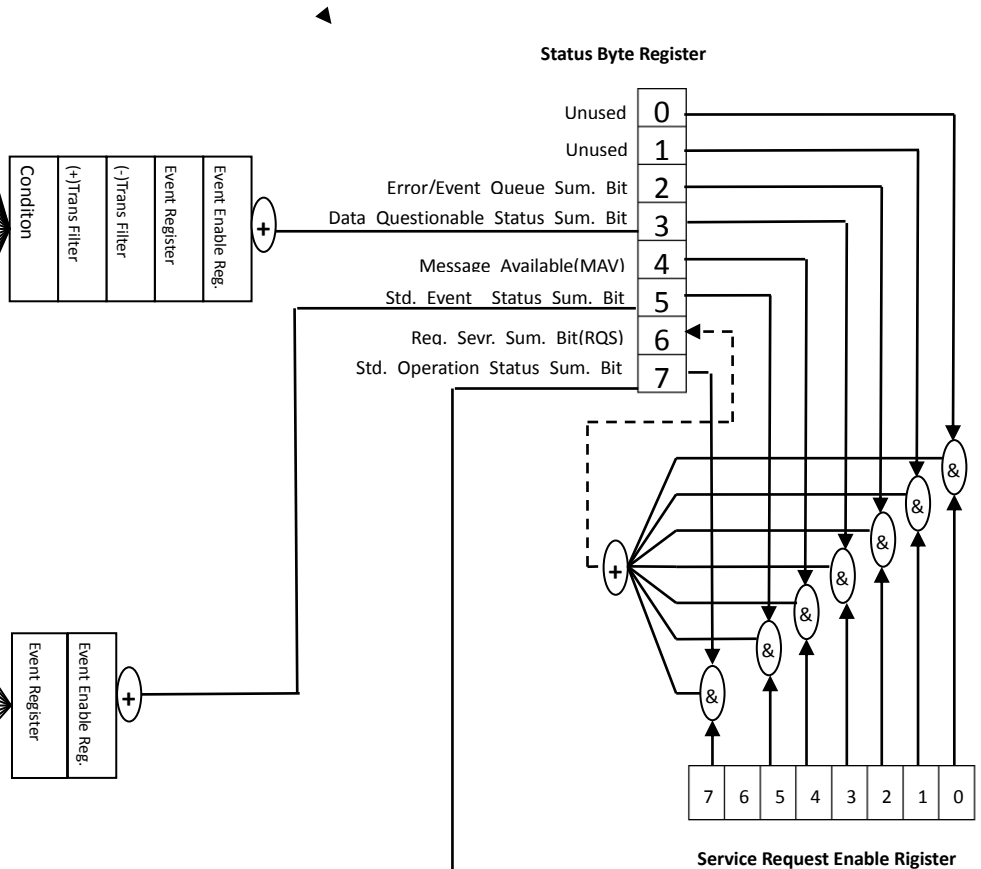 Status Byte Register
Unused 0
Unused 1
Error/Event Queue Sum. Bit 2
Data Questionable Status Sum. Bit 3
Message Available(MAV) 4
Std. Event Status Sum. Bit 5
Req. Sevr. Sum. Bit(RQS) 6
Std. Operation Status Sum. Bit 7
Conditon
(+)Trans Filter
(-)Trans Filter
Event Register
Event Enable Reg.
+
&
&
&
&
+
&
&
&
Event Register
Event Enable Reg.
+
7 6 5 4 3 2 1 0
Service Request Enable Rigister